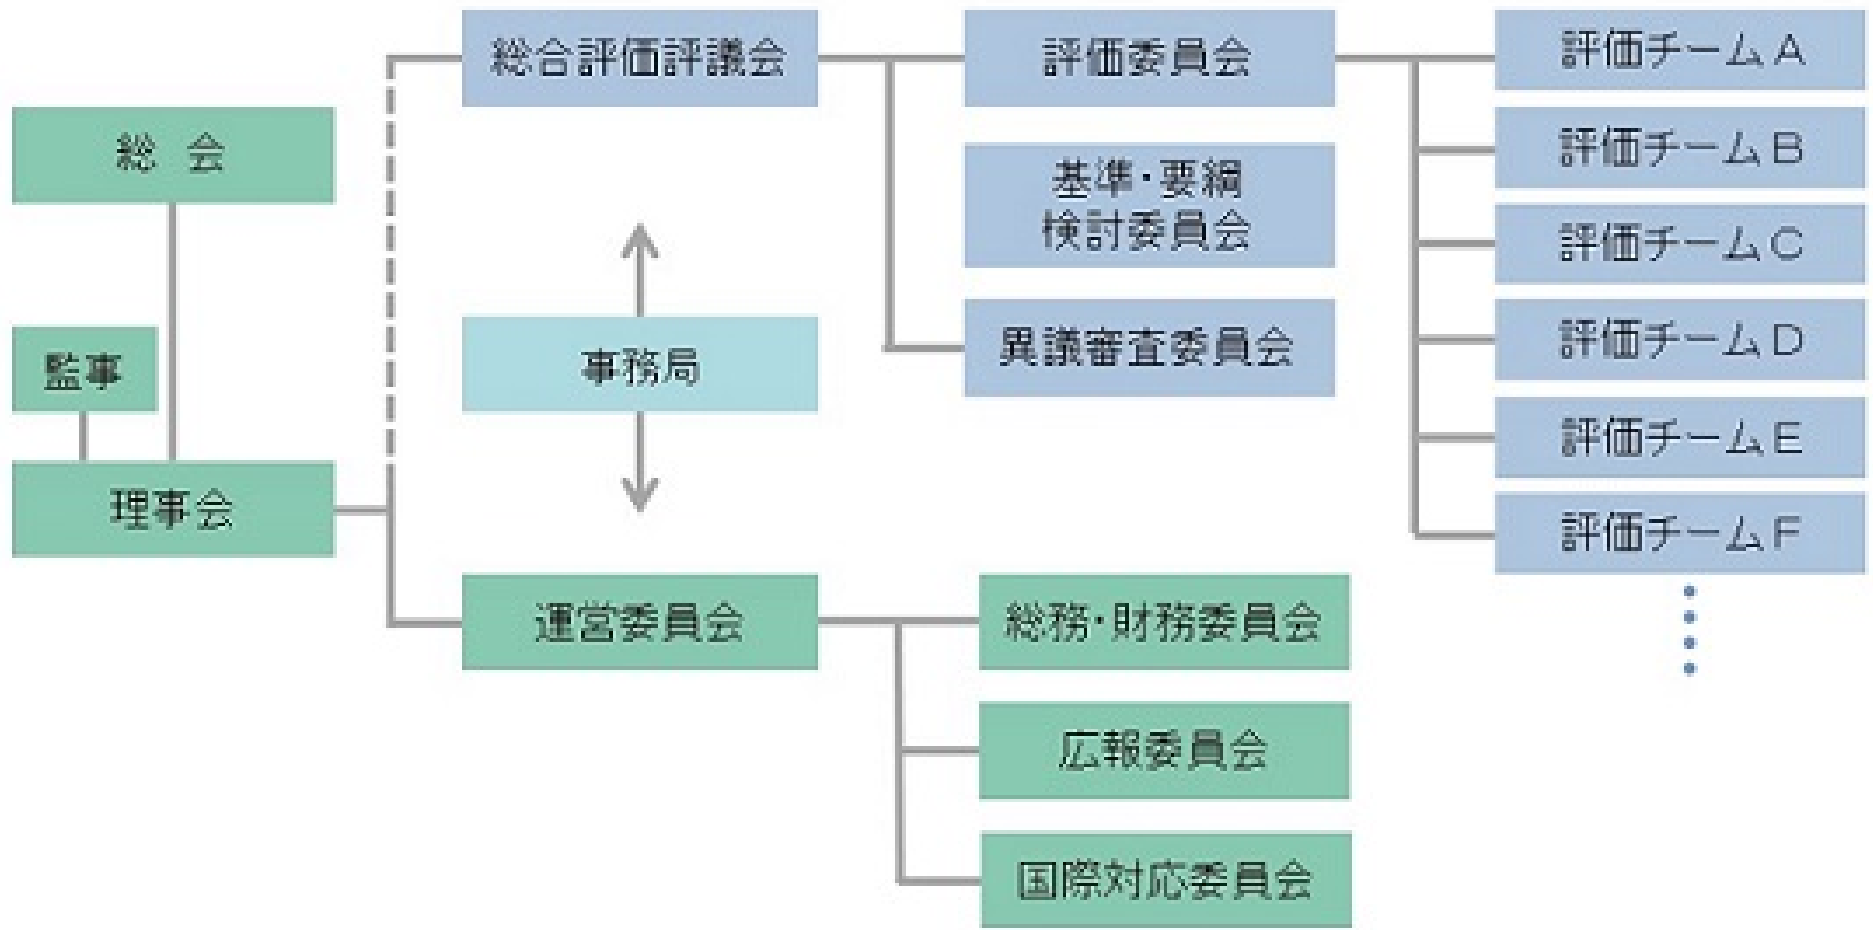 総 会
監事
理事会
総合評価評議会
事務局
運営委員会
評価委員会
基準・要綱
検討委員会
異議審査委員会
総務・財務委員会
広報委員会
国際対応委員会
評価チームA
評価チームB
評価チームC
評価チームD
評価チームE
評価チームF